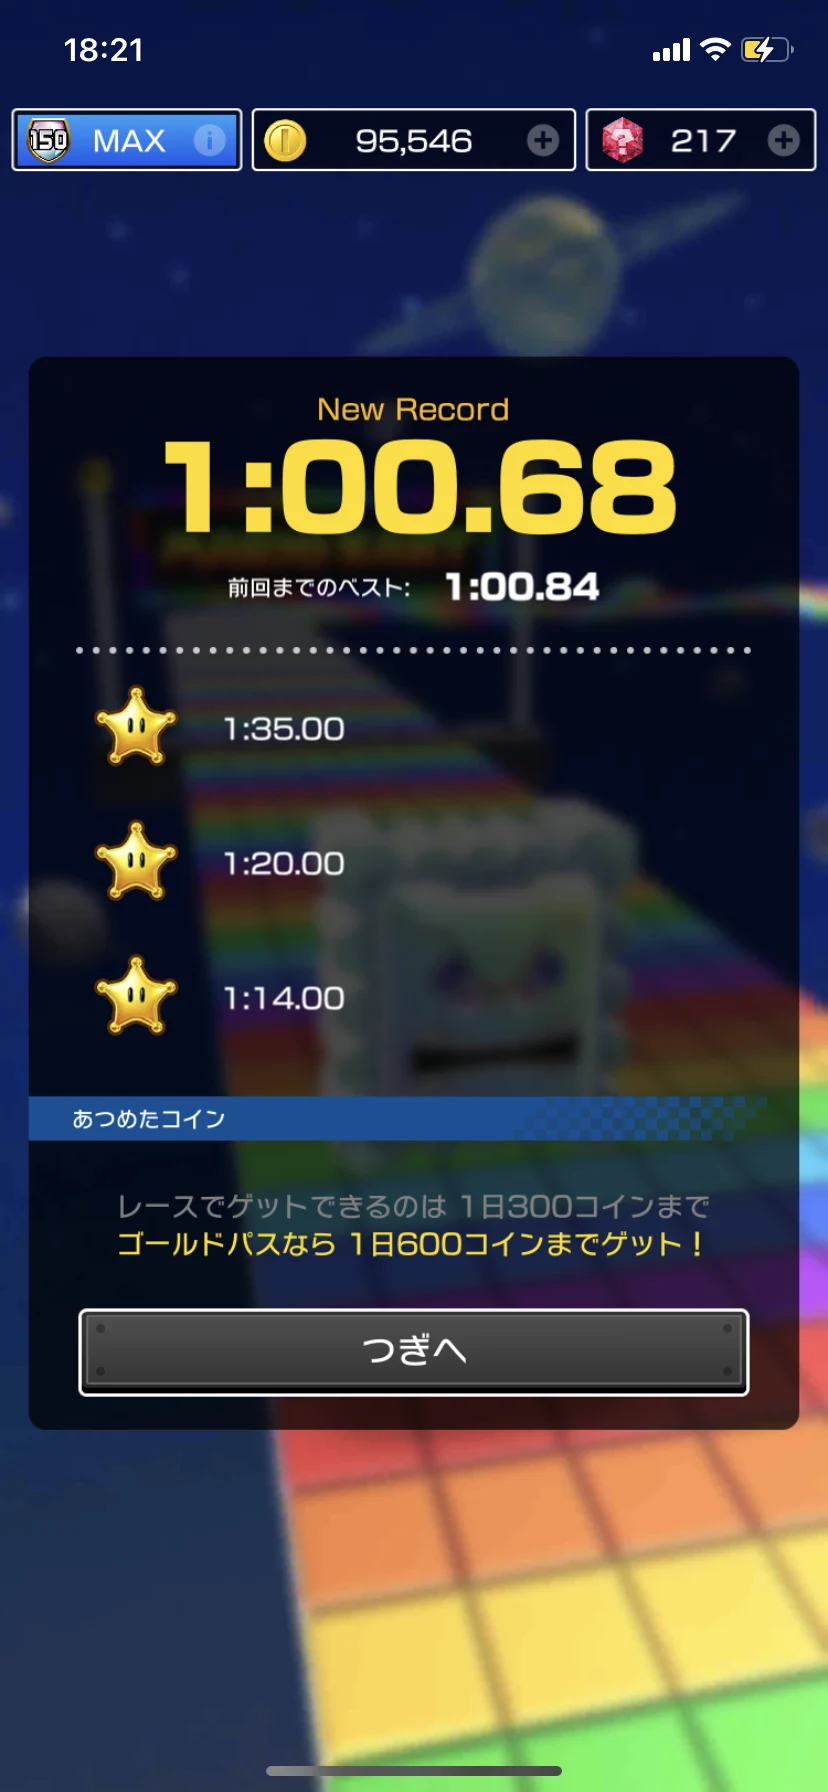 18:21
150 MAX i 95,546 + 217 +
New Record
1:00.68
前回までのベスト: 1:00.84
1:35.00
1:20.00
1:14.00
あつめたコイン
レースでゲットできるのは 1日300コインまで
ゴールドパスなら 1日600コインまでゲット！
つぎへ